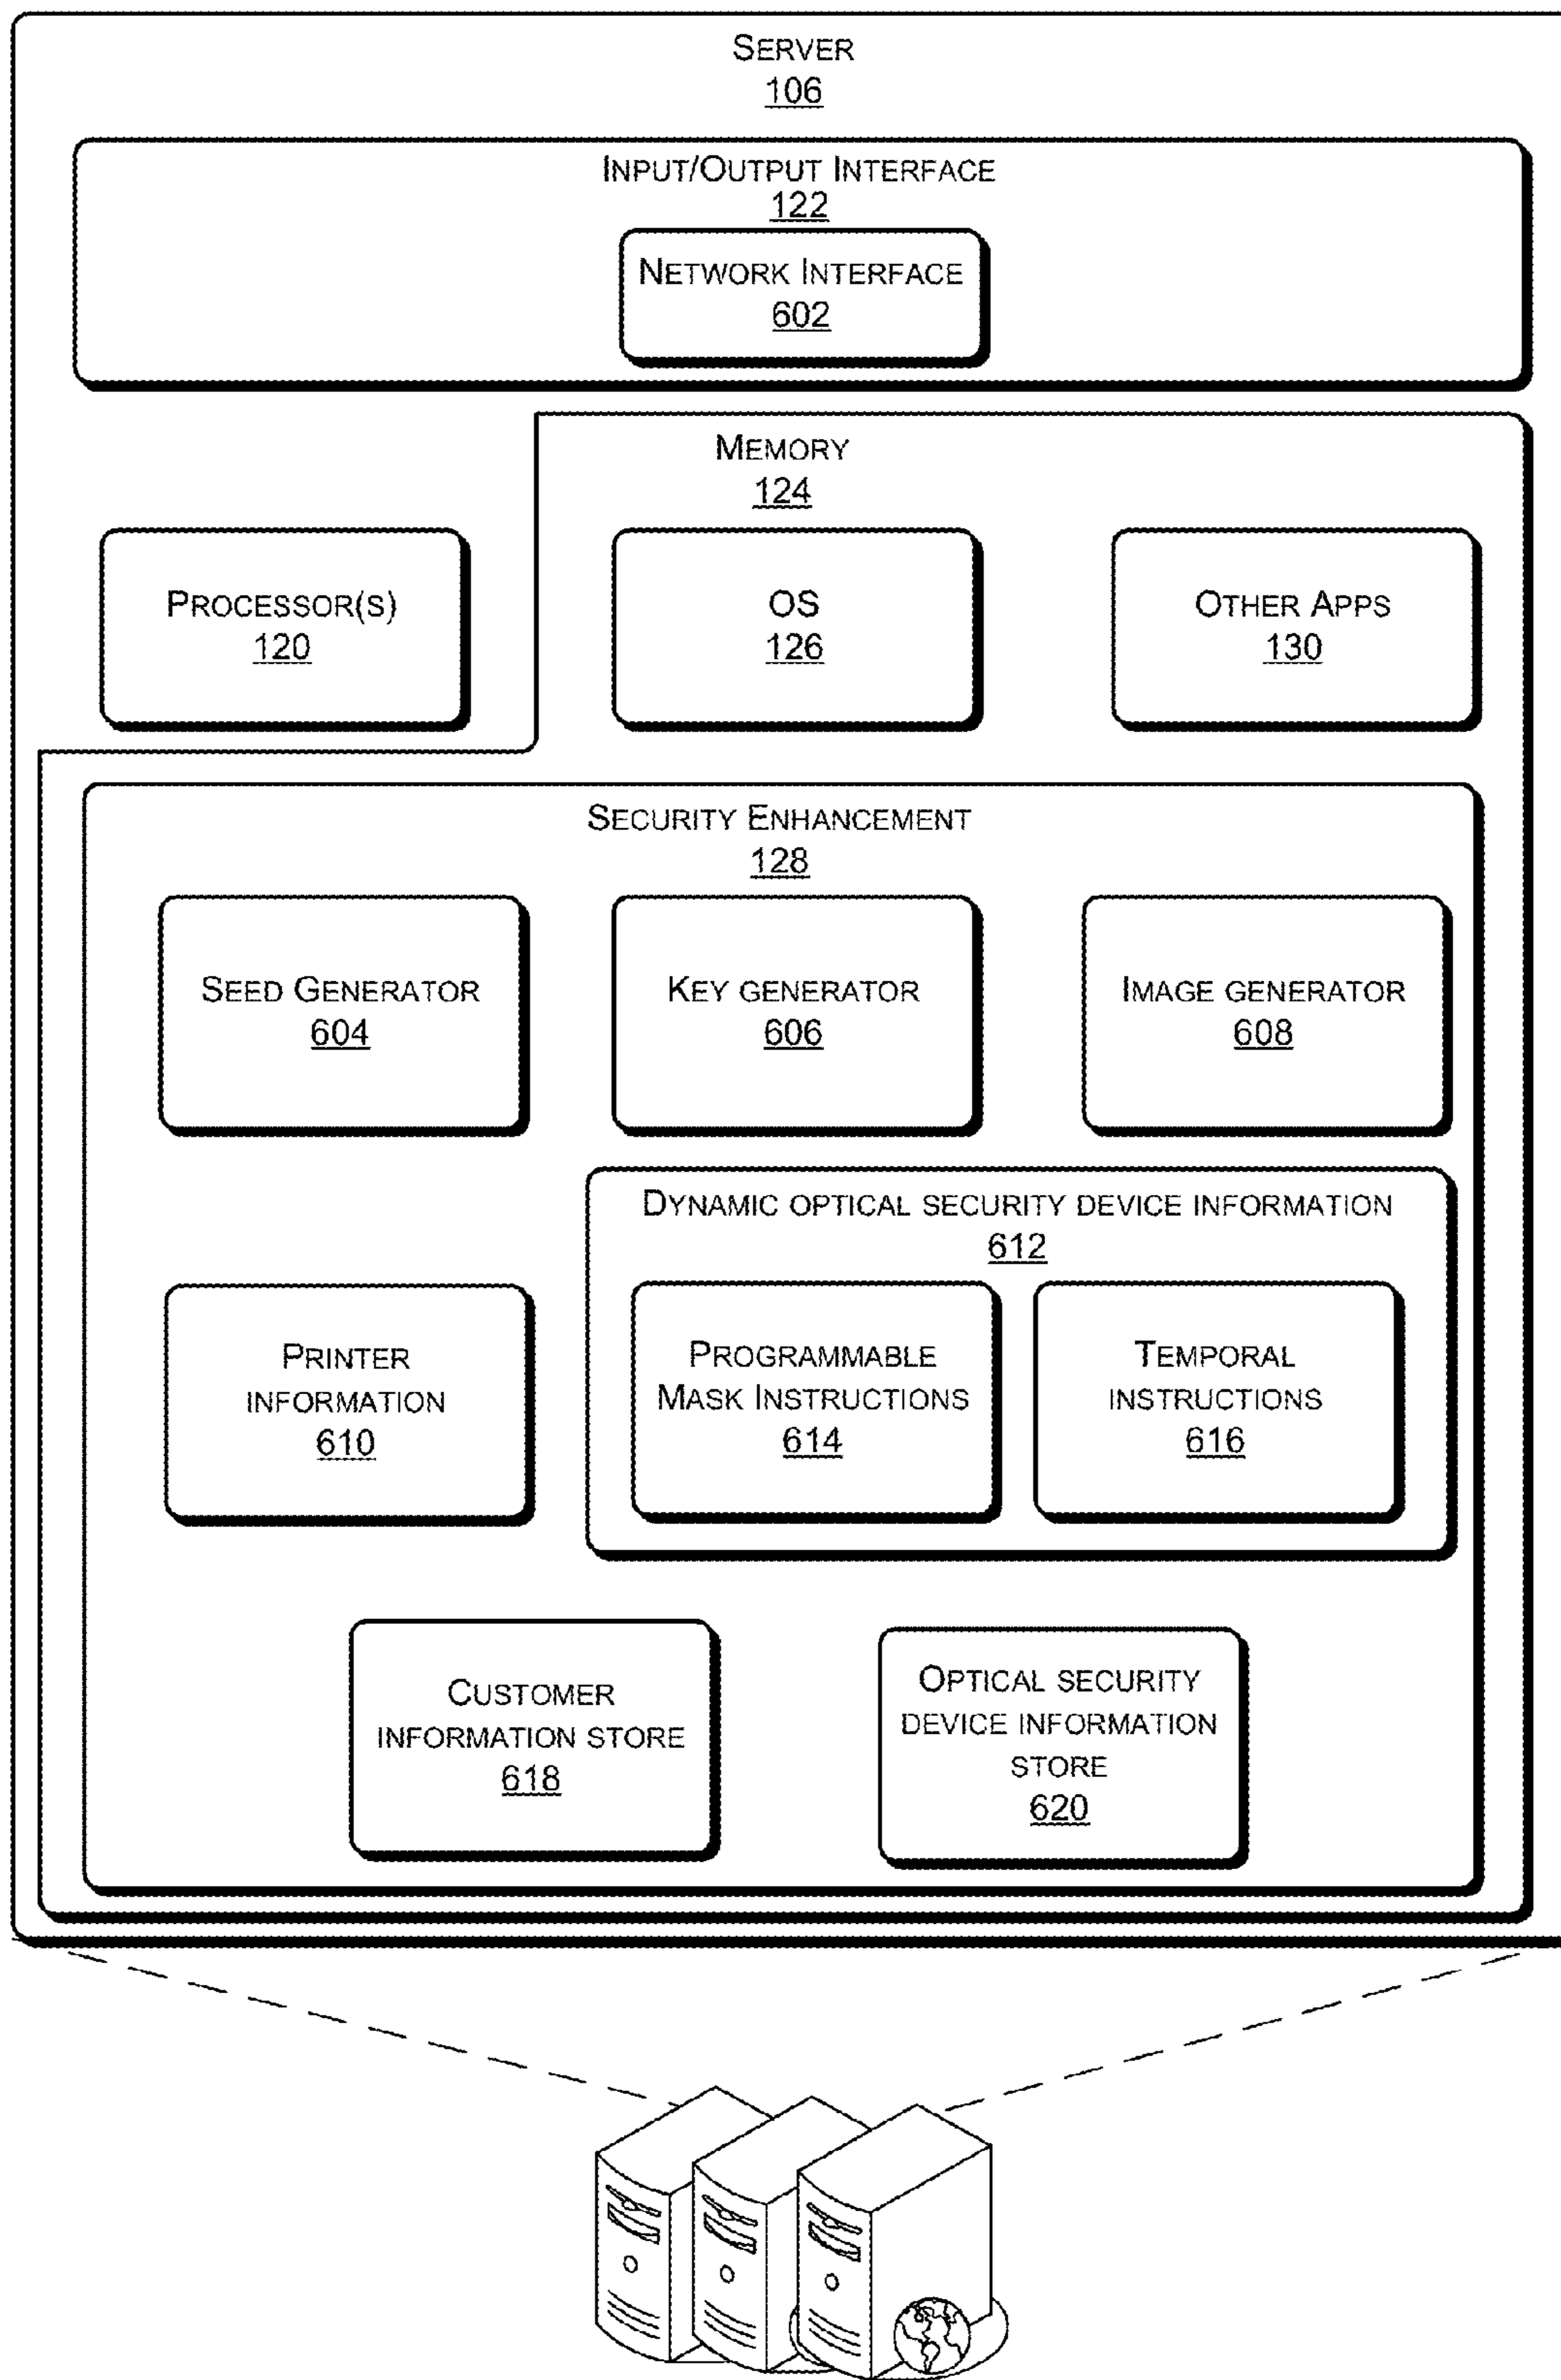 SERVER
106
INPUT/OUTPUT INTERFACE
122
NETWORK INTERFACE
602
MEMORY
124
PROCESSOR(S)
120
OS
126
OTHER APPS
130
SECURITY ENHANCEMENT
128
SEED GENERATOR
604
KEY GENERATOR
606
IMAGE GENERATOR
608
DYNAMIC OPTICAL SECURITY DEVICE INFORMATION
612
PRINTER
INFORMATION
610
PROGRAMMABLE
MASK INSTRUCTIONS
614
TEMPORAL
INSTRUCTIONS
616
CUSTOMER
INFORMATION STORE
618
OPTICAL SECURITY
DEVICE INFORMATION
STORE
620